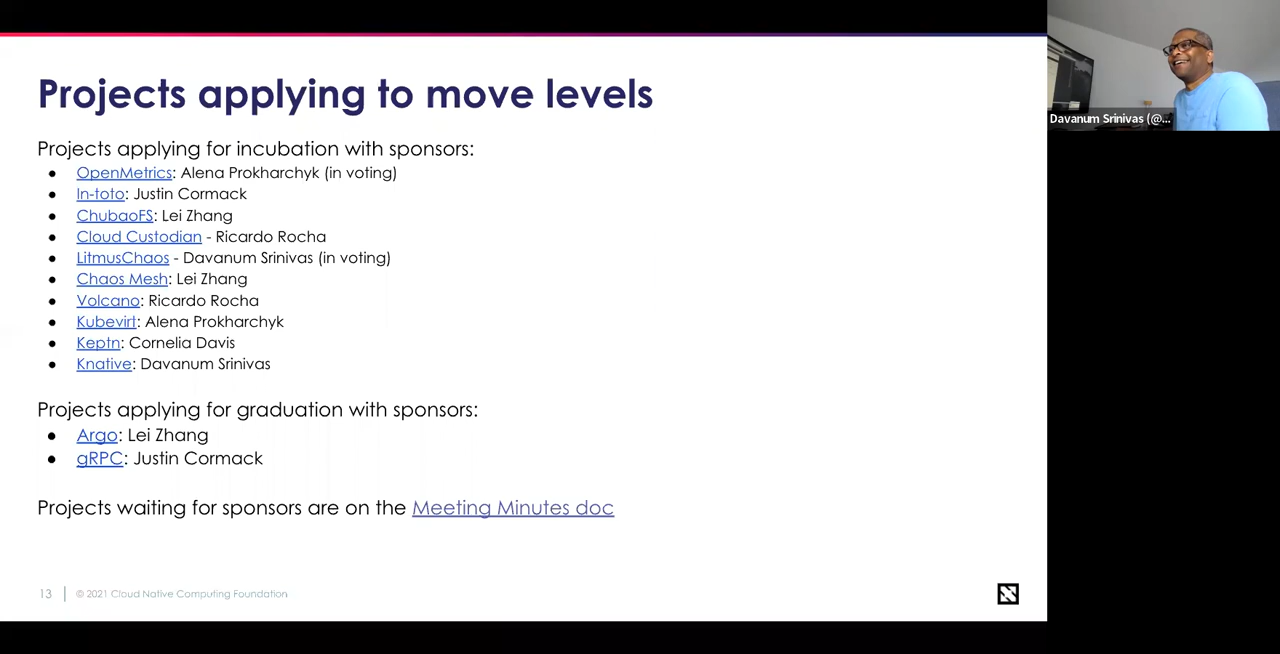 Projects applying to move levels
Projects applying for incubation with sponsors:
● OpenMetrics: Alena Prokharchyk (in voting)
● In-toto: Justin Cormack
● ChubaoFS: Lei Zhang
● Cloud Custodian - Ricardo Rocha
● LitmusChaos - Davanum Srinivas (in voting)
● Chaos Mesh: Lei Zhang
● Volcano: Ricardo Rocha
● Kubevirt: Alena Prokharchyk
● Keptn: Cornelia Davis
● Knative: Davanum Srinivas
Projects applying for graduation with sponsors:
● Argo: Lei Zhang
● gRPC: Justin Cormack
Projects waiting for sponsors are on the Meeting Minutes doc
13 | © 2021 Cloud Native Computing Foundation
Davanum Srinivas (@...